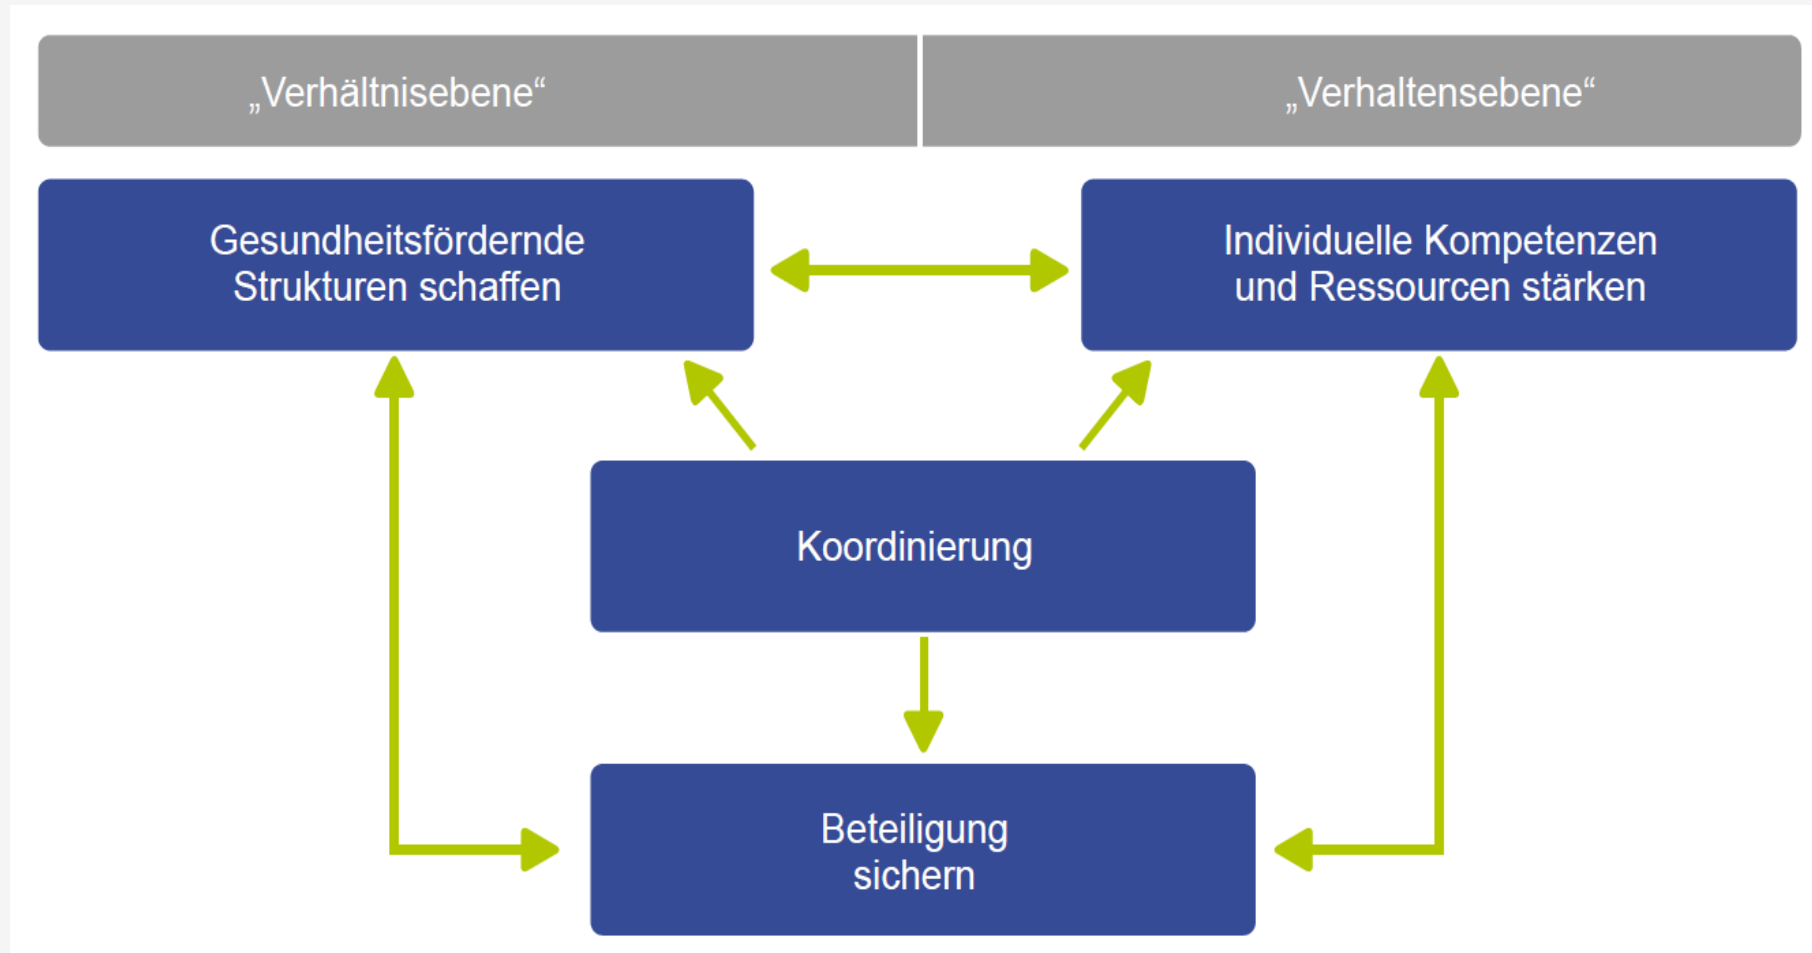 „Verhältnisebene“
„Verhaltensebene“
Gesundheitsfördernde
Strukturen schaffen
Individuelle Kompetenzen
und Ressourcen stärken
Koordinierung
Beteiligung
sichern